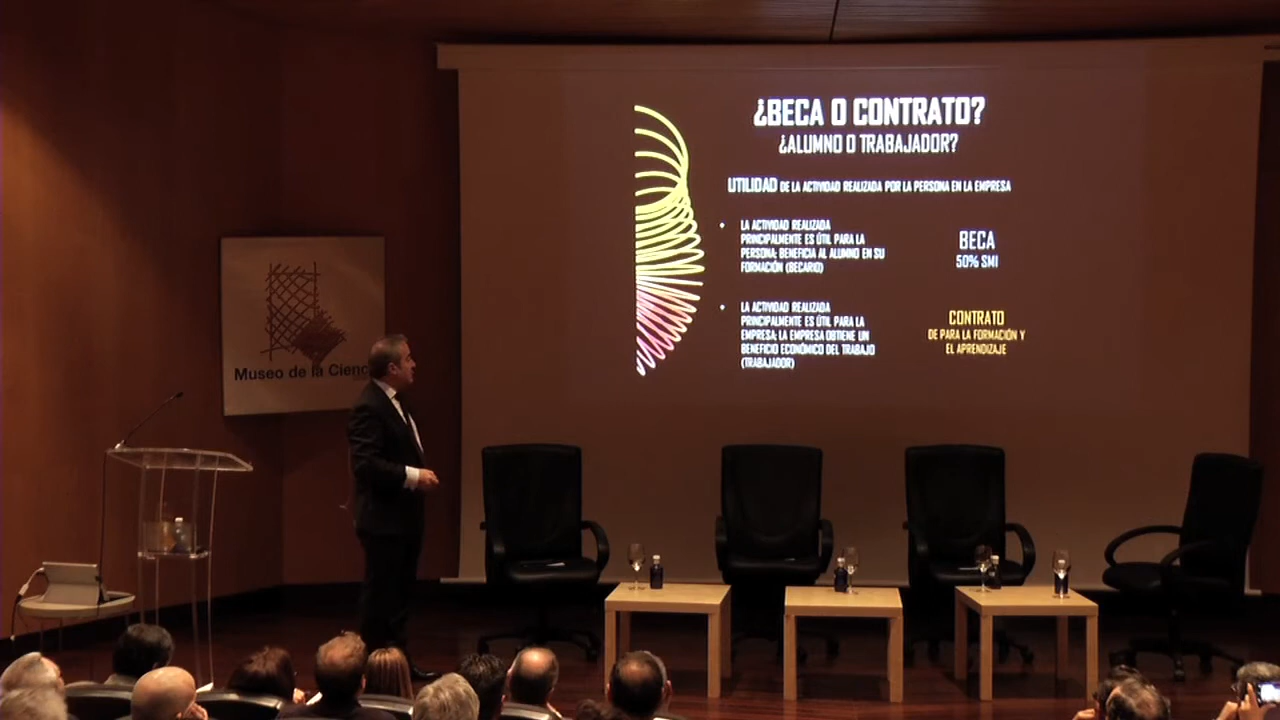 ¿BECA O CONTRATO?
¿ALUMNO O TRABAJADOR?
UTILIDAD DE LA ACTIVIDAD REALIZADA POR LA PERSONA EN LA EMPRESA
• LA ACTIVIDAD REALIZADA
PRINCIPALMENTE ES ÚTIL PARA LA
PERSONA; BENEFICIA AL ALUMNO EN SU
FORMACIÓN (BECARIO)
BECA
50% SMI
• LA ACTIVIDAD REALIZADA
PRINCIPALMENTE ES ÚTIL PARA LA
EMPRESA; LA EMPRESA OBTIENE UN
BENEFICIO ECONÓMICO DEL TRABAJO
(TRABAJADOR)
CONTRATO
DE PARA LA FORMACIÓN Y
EL APRENDIZAJE
Museo de la Cienc